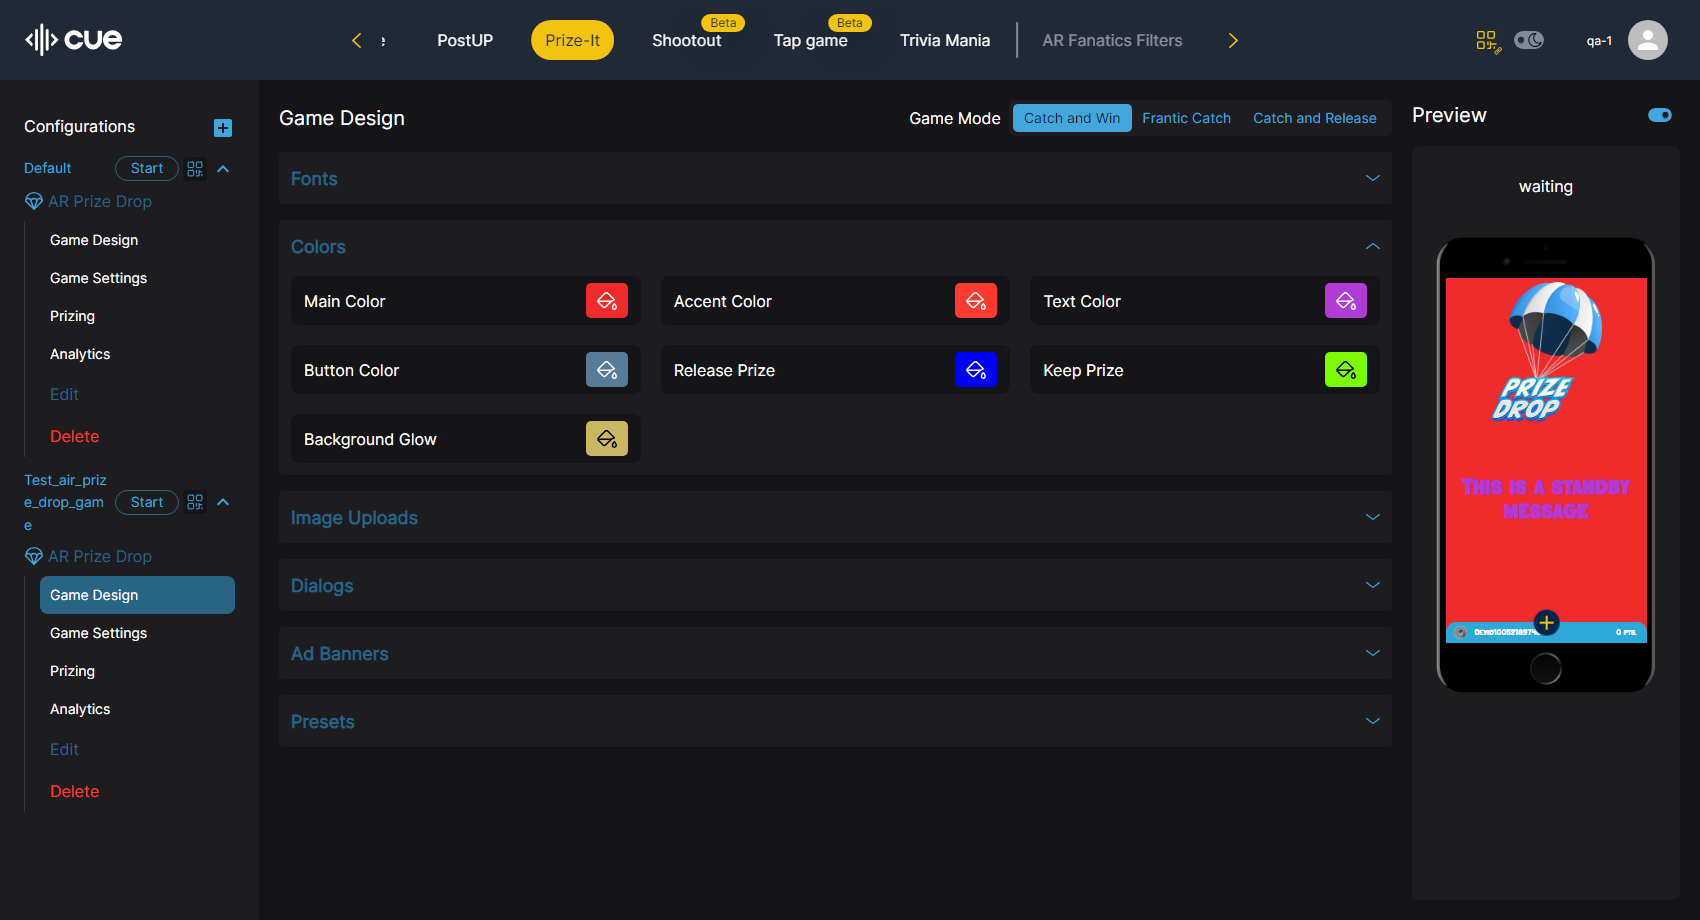 cue
PostUP
Prize-It
Shootout
Beta
Tap game
Beta
Trivia Mania
AR Fanatics Filters
qa-1
Configurations
Default
Start
AR Prize Drop
Game Design
Game Settings
Prizing
Analytics
Edit
Delete
Test_air_priz
e_drop_gam
e
Start
AR Prize Drop
Game Design
Game Settings
Prizing
Analytics
Edit
Delete
Game Design
Game Mode
Catch and Win
Frantic Catch
Catch and Release
Fonts
Colors
Main Color
Accent Color
Text Color
Button Color
Release Prize
Keep Prize
Background Glow
Image Uploads
Dialogs
Ad Banners
Presets
Preview
waiting
PRIZE
DROP
THIS IS A STANDBY
MESSAGE
0 PTS.